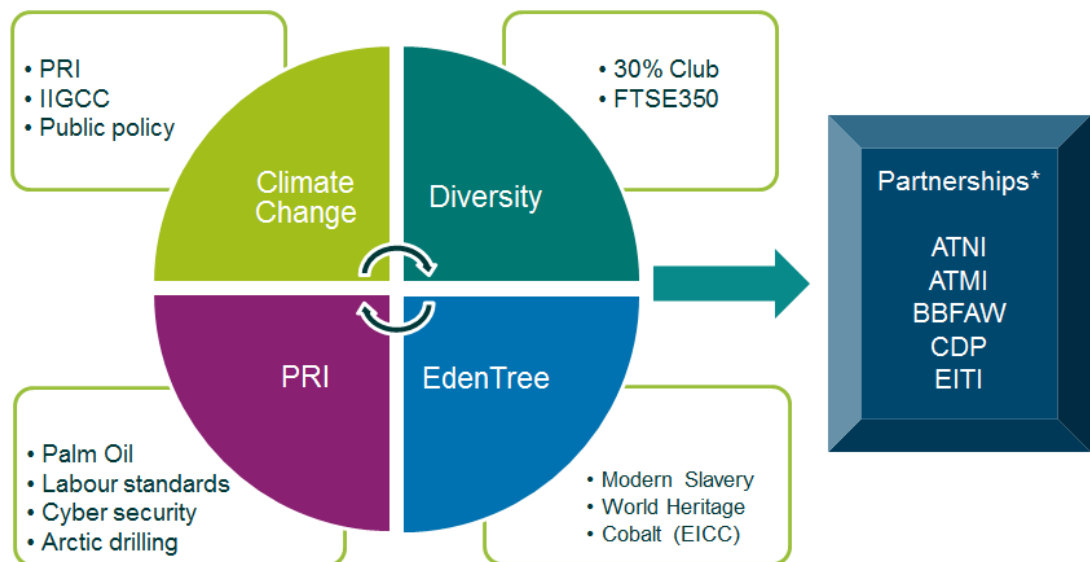 • PRI
• IIGCC
• Public policy
Climate
Change
• 30% Club
• FTSE350
Diversity
PRI
• Palm Oil
• Labour standards
• Cyber security
• Arctic drilling
EdenTree
• Modern Slavery
• World Heritage
• Cobalt (EICC)
Partnerships*
ATNI
ATMI
BBFAW
CDP
EITI